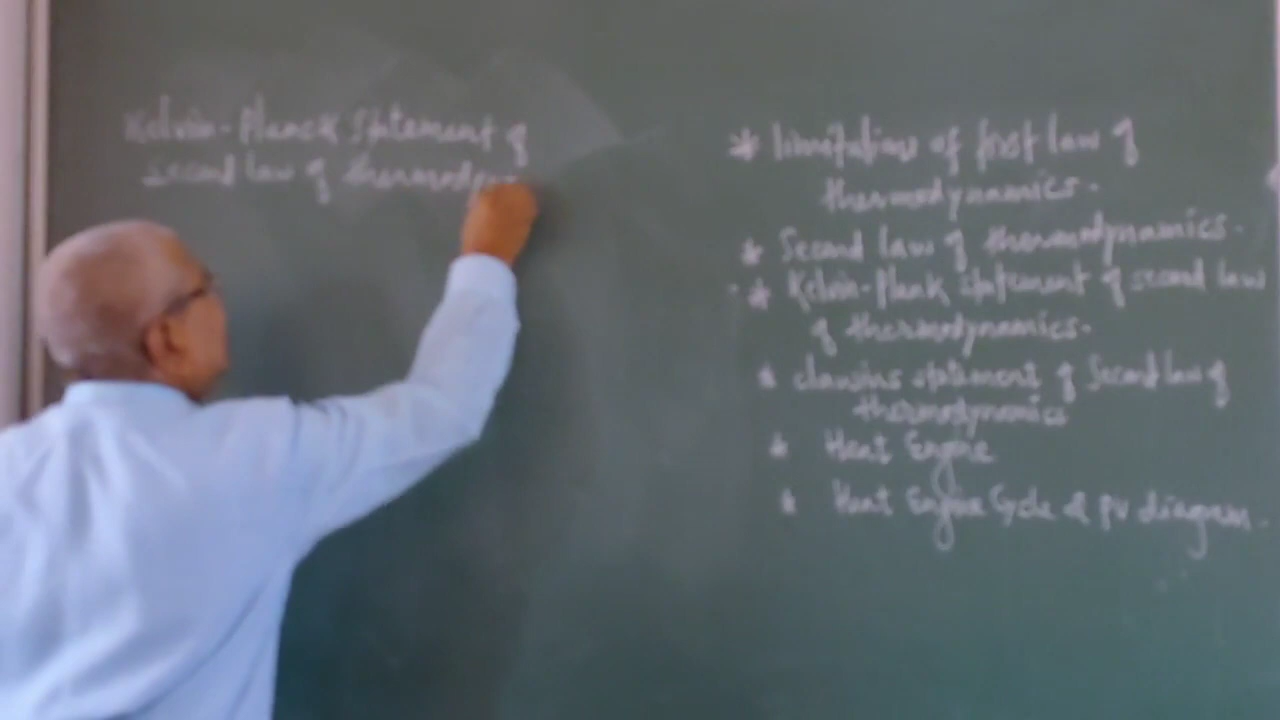 Kelvin-Planck Statement of
second law of thermodyn
* limitations of first law of
thermodynamics.
* Second law of thermodynamics.
* Kelvin-Plank statement of second law
of thermodynamics.
* clausius statement of Second law of
thermodynamics
* Heat Engine
* Heat Engine Cycle & PV diagram.